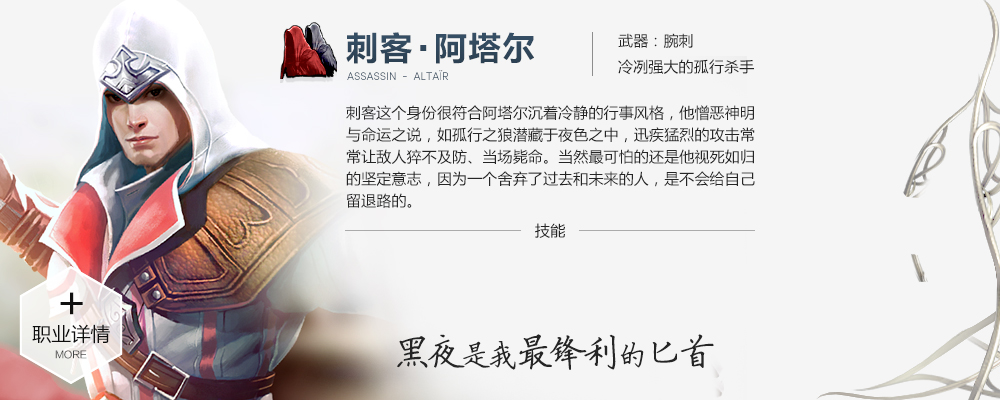 刺客·阿塔尔
ASSASSIN - ALTAÏR
武器：腕刺
冷冽强大的孤行杀手
刺客这个身份很符合阿塔尔沉着冷静的行事风格，他憎恶神明
与命运之说，如孤行之狼潜藏于夜色之中，迅疾猛烈的攻击常
常让敌人猝不及防、当场毙命。当然最可怕的还是他视死如归
的坚定意志，因为一个舍弃了过去和未来的人，是不会给自己
留退路的。
技能
+
职业详情
MORE
黑夜是我最锋利的匕首